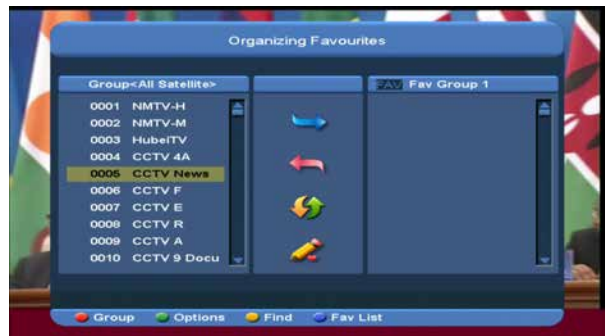 Organizing Favourites
Group<All Satellite>
0001 NMTV-H
0002 NMTV-M
0003 HubeiTV
0004 CCTV 4A
0005 CCTV News
0006 CCTV F
0007 CCTV E
0008 CCTV R
0009 CCTV A
0010 CCTV 9 Docu
FAV Fav Group 1
Group Options Find Fav List